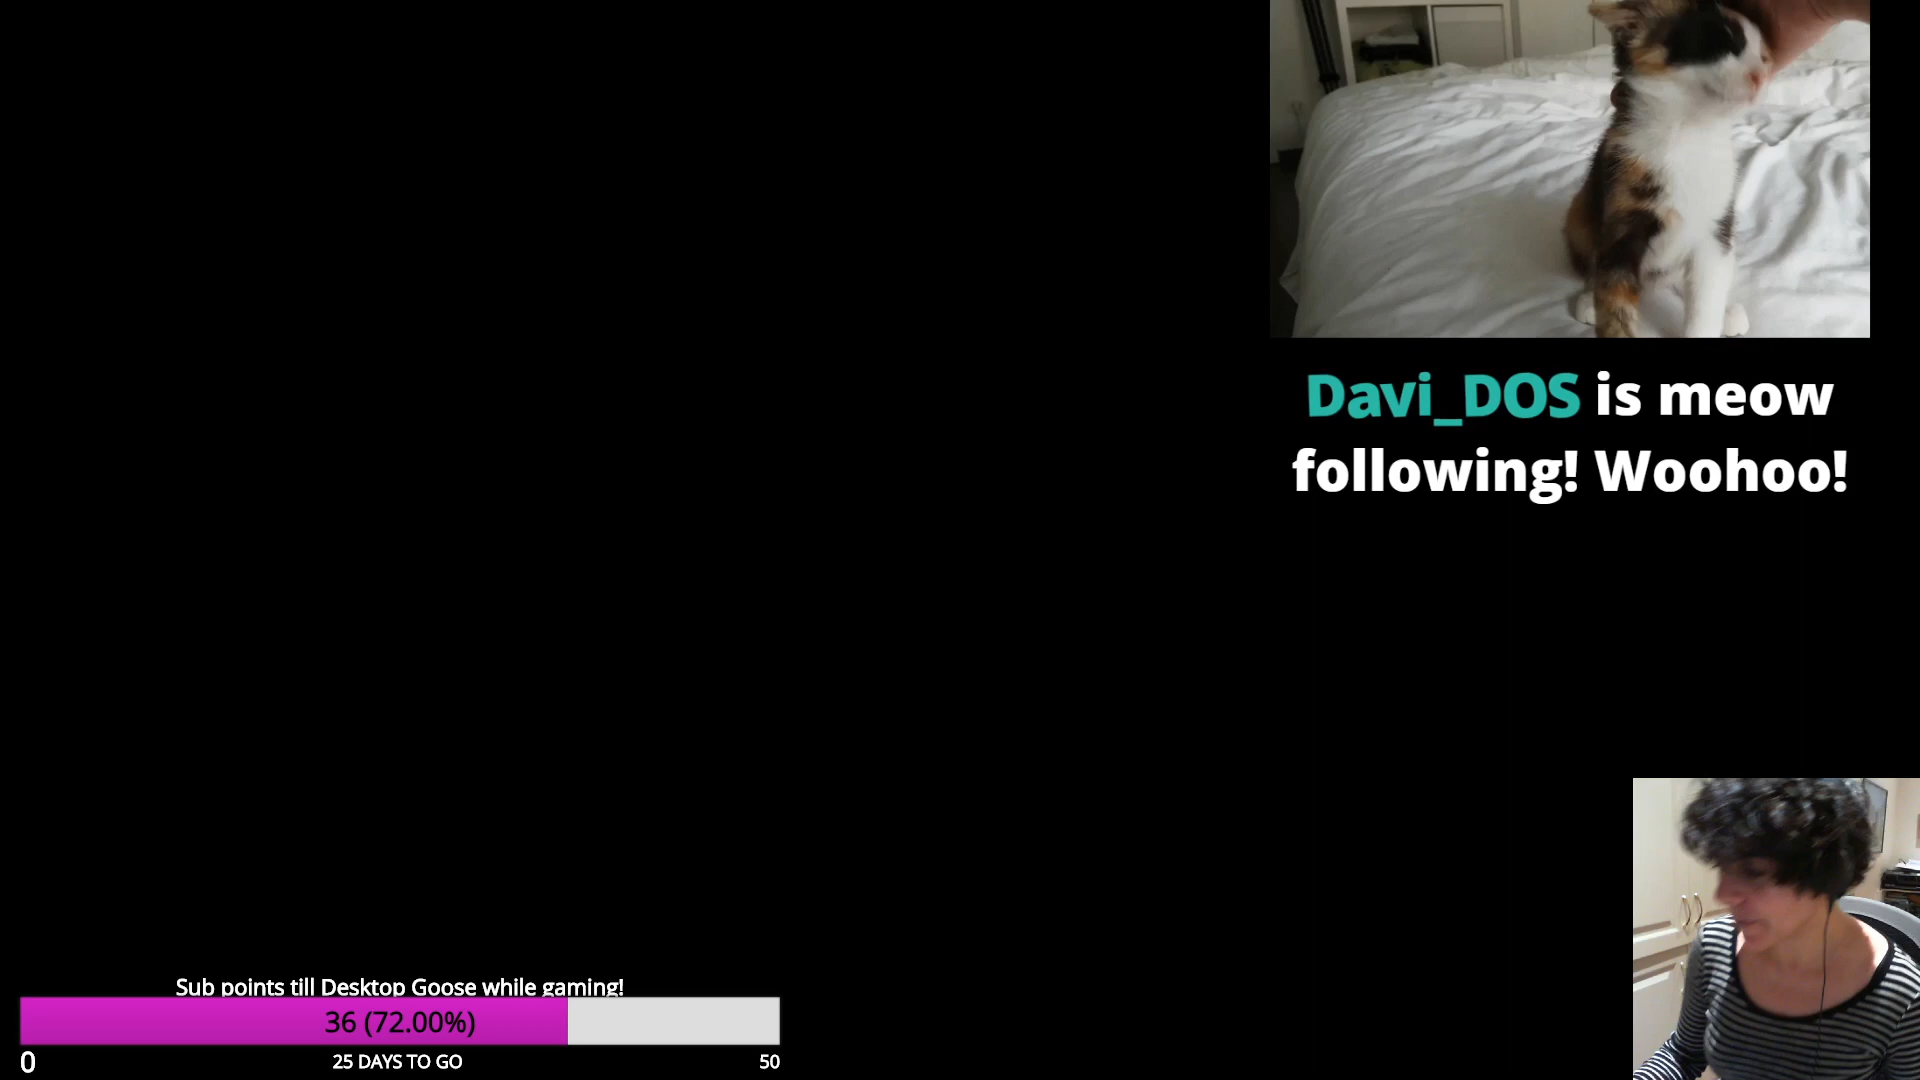 Davi_DOS is meow
following! Woohoo!
Sub points till Desktop Goose while gaming!
36 (72.00%)
0
25 DAYS TO GO
50